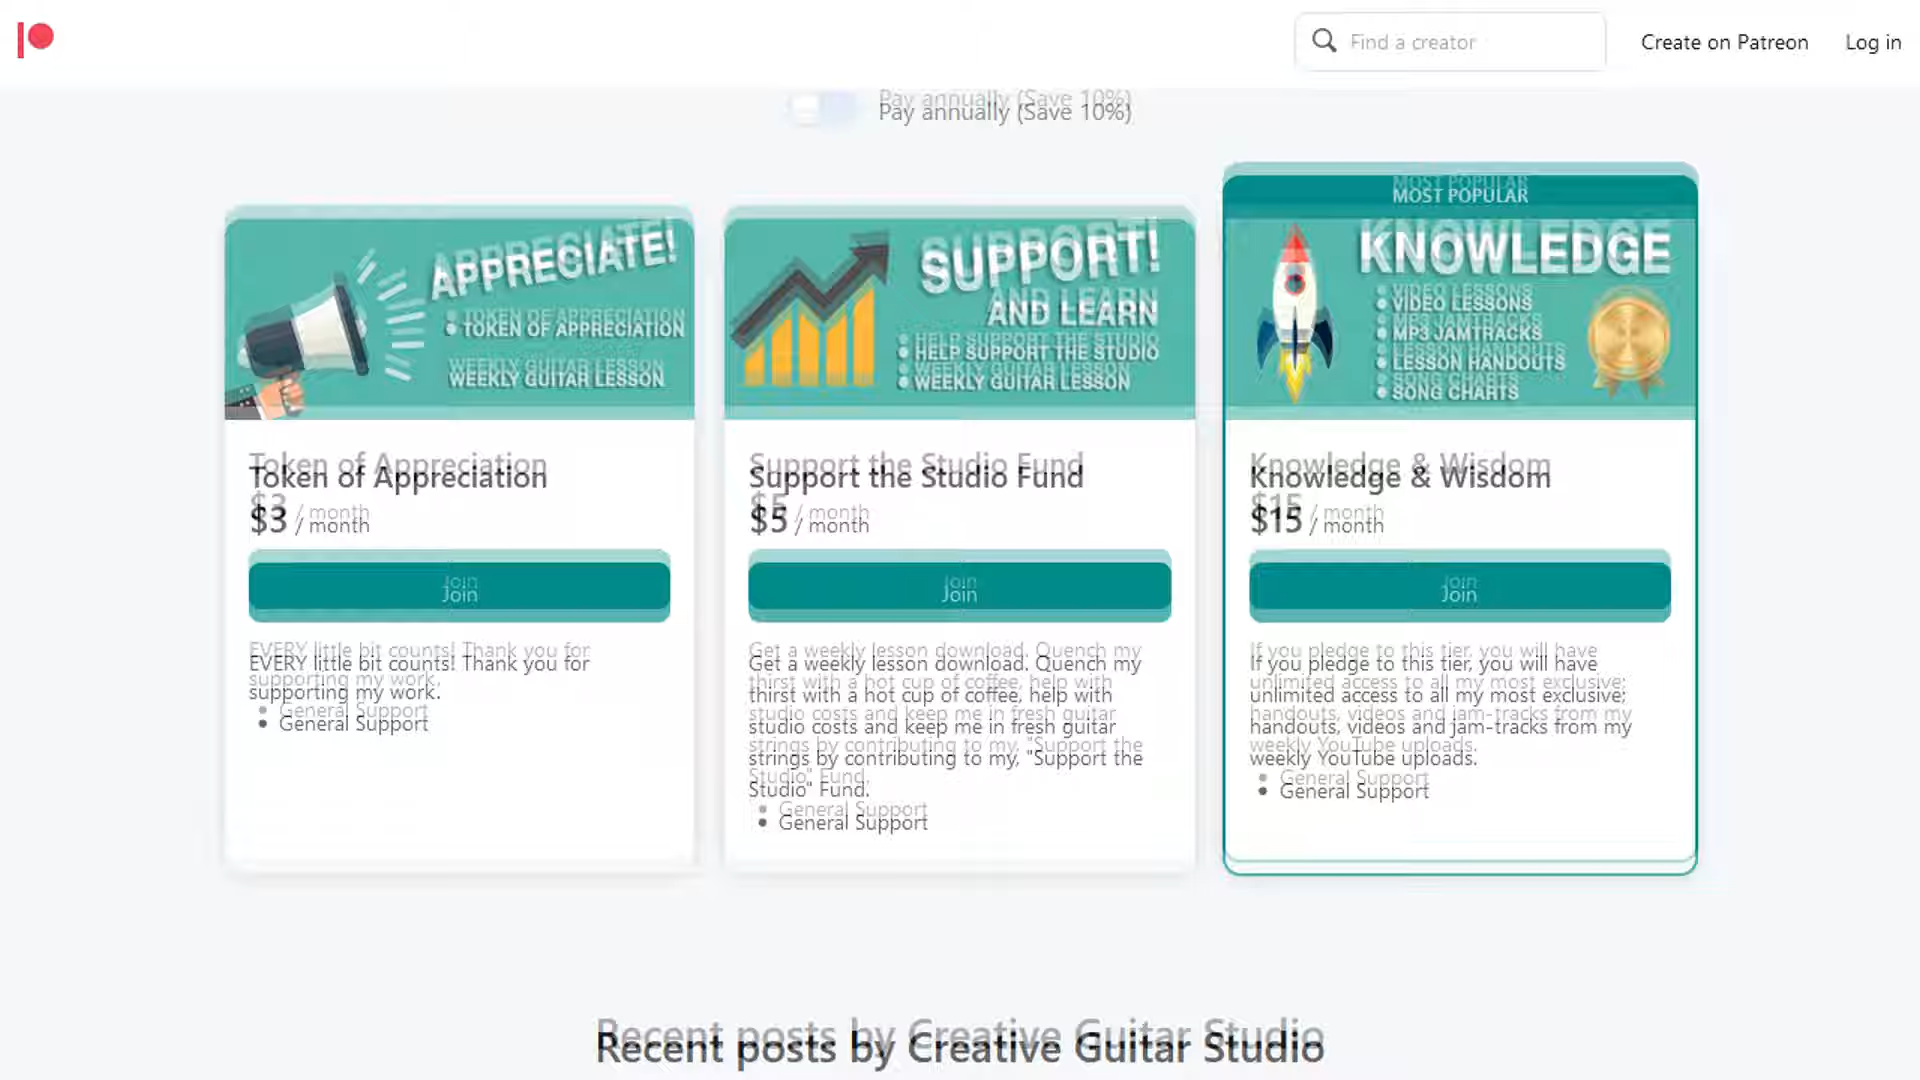 Find a creator
Create on Patreon
Log in
Pay annually (Save 10%)
MOST POPULAR
APPRECIATE!
TOKEN OF APPRECIATION
WEEKLY GUITAR LESSON
SUPPORT!
AND LEARN
HELP SUPPORT THE STUDIO
WEEKLY GUITAR LESSON
KNOWLEDGE
VIDEO LESSONS
MP3 JAMTRACKS
LESSON HANDOUTS
SONG CHARTS
Token of Appreciation
$3 / month
Join
EVERY little bit counts! Thank you for
supporting my work.
• General Support
Support the Studio Fund
$5 / month
Join
Get a weekly lesson download. Quench my
thirst with a hot cup of coffee, help with
studio costs and keep me in fresh guitar
strings by contributing to my, "Support the
Studio" Fund.
• General Support
Knowledge & Wisdom
$15 / month
Join
If you pledge to this tier, you will have
unlimited access to all my most exclusive;
handouts, videos and jam-tracks from my
weekly YouTube uploads.
• General Support
Recent posts by Creative Guitar Studio